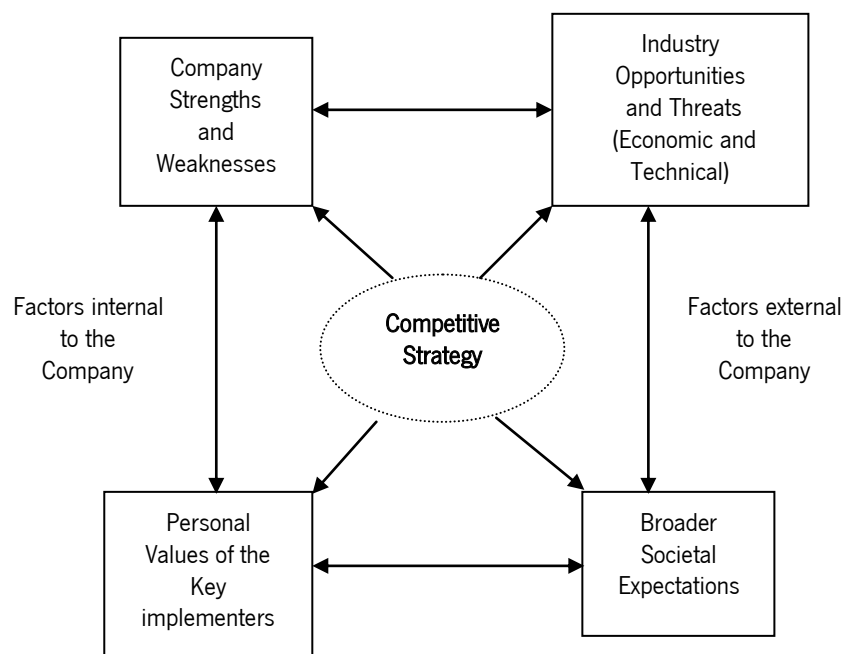 Company
Strengths
and
Weaknesses
Industry
Opportunities
and Threats
(Economic and
Technical)
Factors internal
to the
Company
Competitive
Strategy
Factors external
to the
Company
Personal
Values of the
Key
implementers
Broader
Societal
Expectations